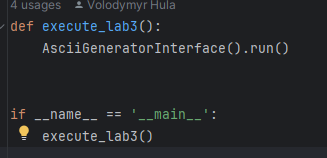 4 usages Volodymyr Hula
def execute_lab3():
    AsciiGeneratorInterface().run()
if __name__ == '__main__':
    execute_lab3()